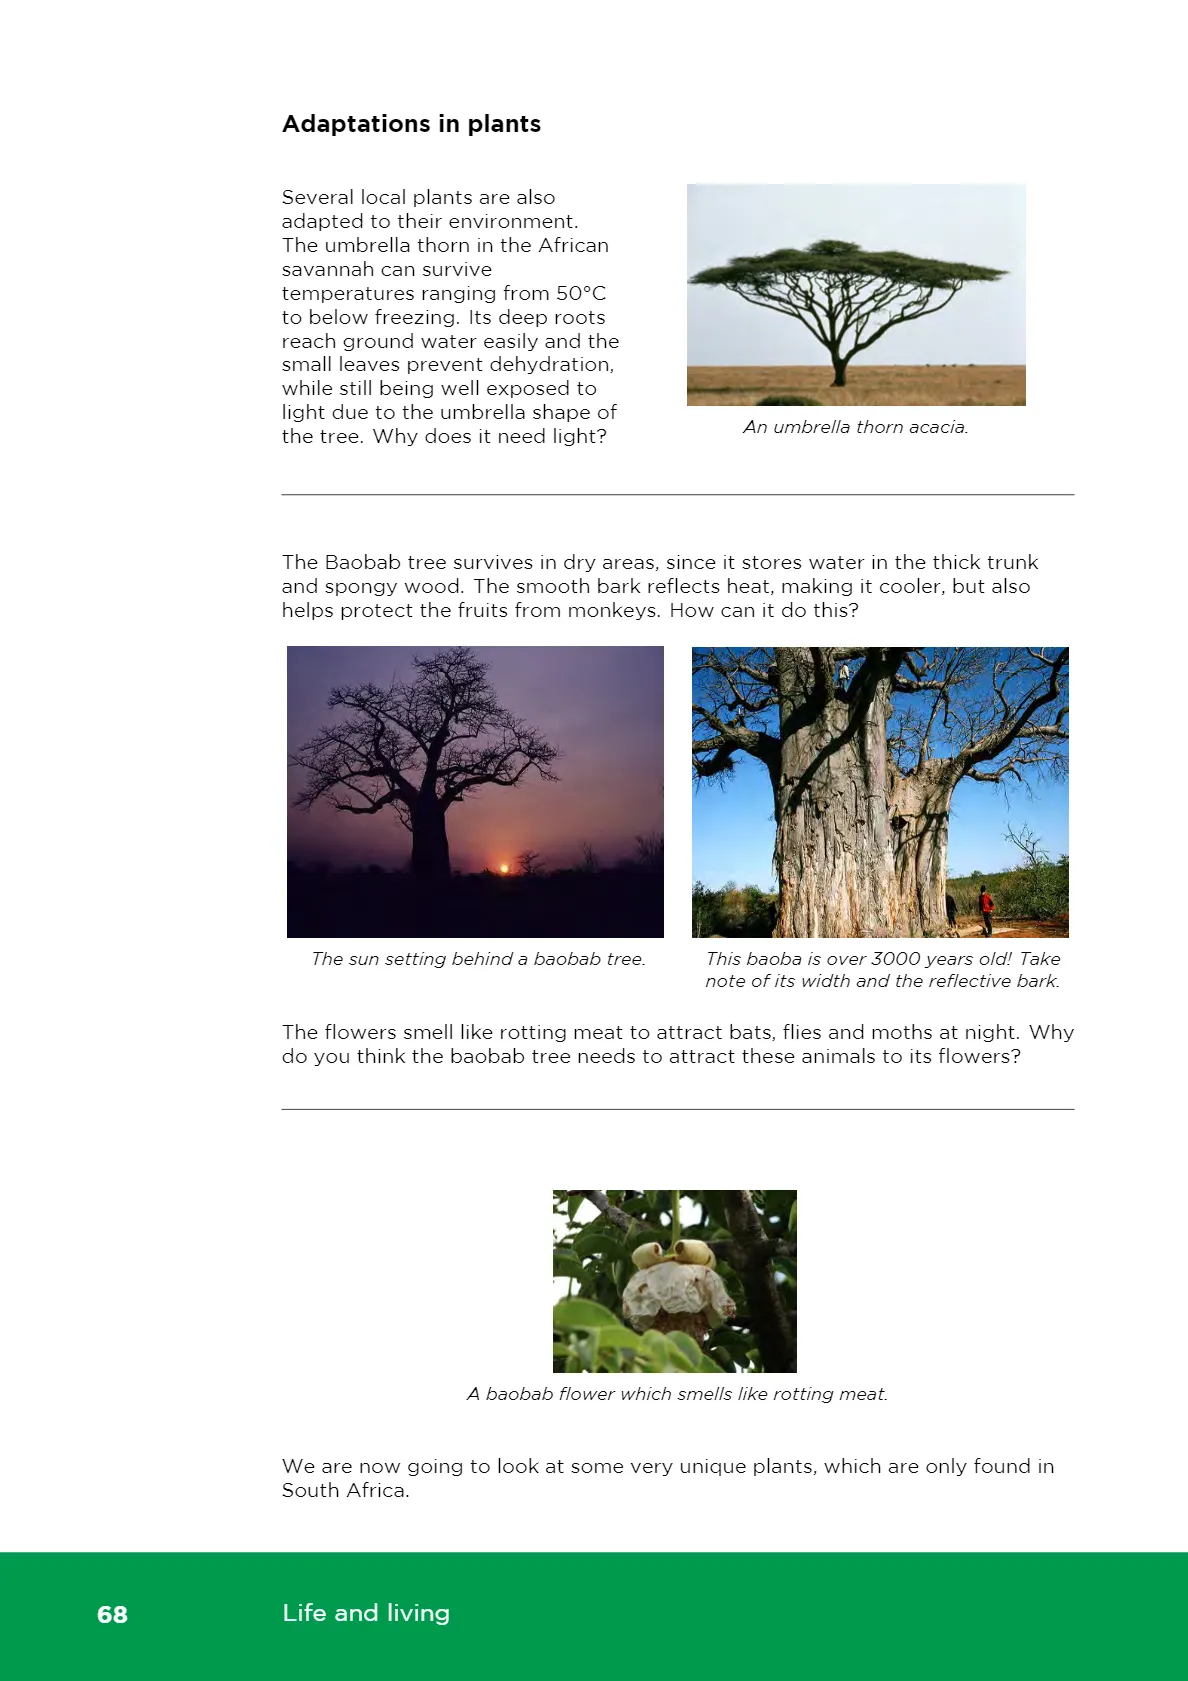 Adaptations in plants
Several local plants are also
adapted to their environment.
The umbrella thorn in the African
savannah can survive
temperatures ranging from 50°C
to below freezing. Its deep roots
reach ground water easily and the
small leaves prevent dehydration,
while still being well exposed to
light due to the umbrella shape of
the tree. Why does it need light?
An umbrella thorn acacia.
The Baobab tree survives in dry areas, since it stores water in the thick trunk
and spongy wood. The smooth bark reflects heat, making it cooler, but also
helps protect the fruits from monkeys. How can it do this?
The sun setting behind a baobab tree.
This baoba is over 3000 years old! Take
note of its width and the reflective bark.
The flowers smell like rotting meat to attract bats, flies and moths at night. Why
do you think the baobab tree needs to attract these animals to its flowers?
A baobab flower which smells like rotting meat.
We are now going to look at some very unique plants, which are only found in
South Africa.
68
Life and living